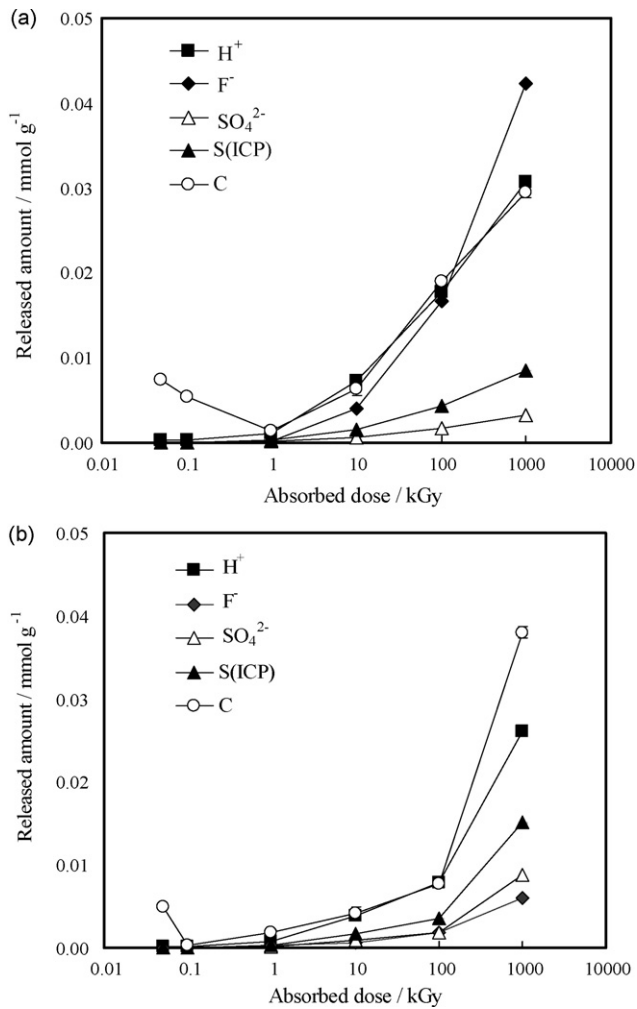 (a)
0.05
0.04
0.03
0.02
0.01
0.00
Released amount / mmol g⁻¹
H⁺
F⁻
SO₄²⁻
S(ICP)
C
0.01 0.1 1 10 100 1000 10000
Absorbed dose / kGy
(b)
0.05
0.04
0.03
0.02
0.01
0.00
Released amount / mmol g⁻¹
H⁺
F⁻
SO₄²⁻
S(ICP)
C
0.01 0.1 1 10 100 1000 10000
Absorbed dose / kGy